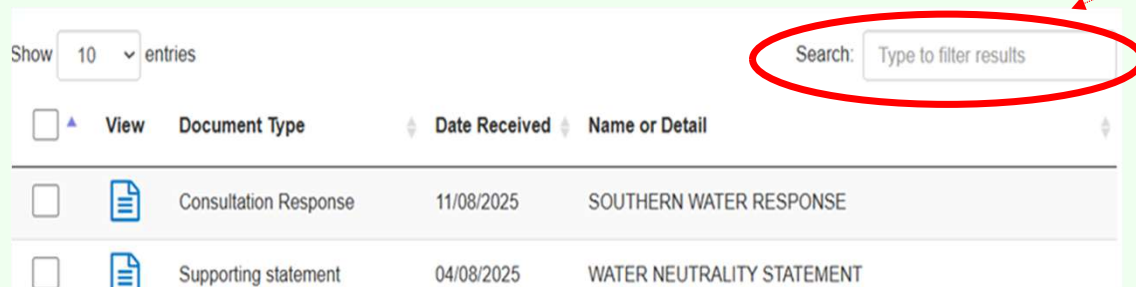 Show 10 entries Search: Type to filter results
View Document Type Date Received Name or Detail
Consultation Response 11/08/2025 SOUTHERN WATER RESPONSE
Supporting statement 04/08/2025 WATER NEUTRALITY STATEMENT